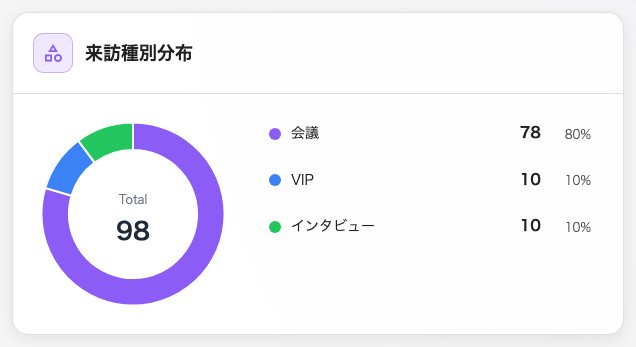 来訪種別分布
Total
98
会議 78 80%
VIP 10 10%
インタビュー 10 10%